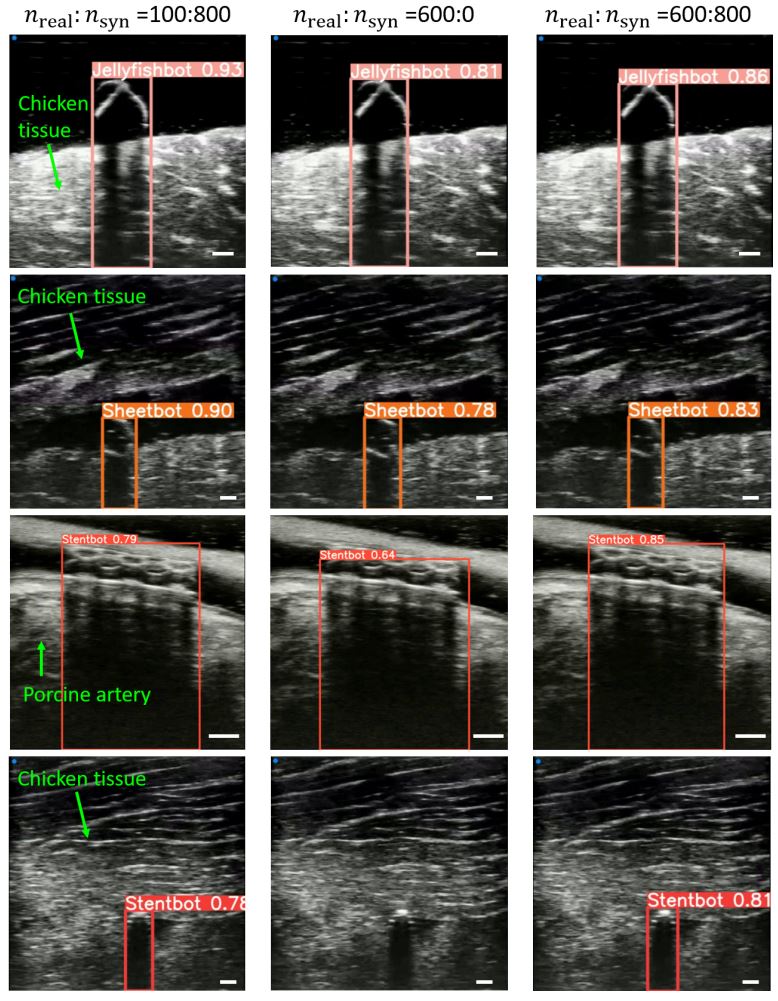 n_real: n_syn =100:800
n_real: n_syn =600:0
n_real: n_syn =600:800
Jellyfishbot 0.93
Jellyfishbot 0.81
Jellyfishbot 0.86
Chicken
tissue
Chicken tissue
Sheetbot 0.90
Sheetbot 0.78
Sheetbot 0.83
Stentbot 0.79
Stentbot 0.64
Stentbot 0.85
Porcine artery
Chicken tissue
Stentbot 0.78
Stentbot 0.81